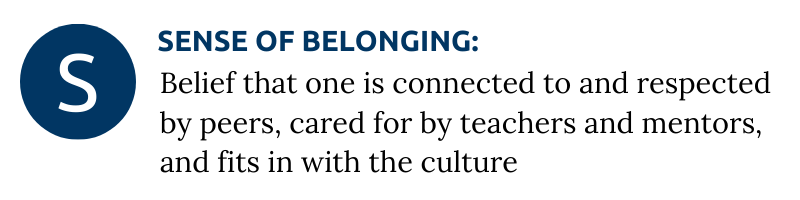 S
SENSE OF BELONGING:
Belief that one is connected to and respected
by peers, cared for by teachers and mentors,
and fits in with the culture